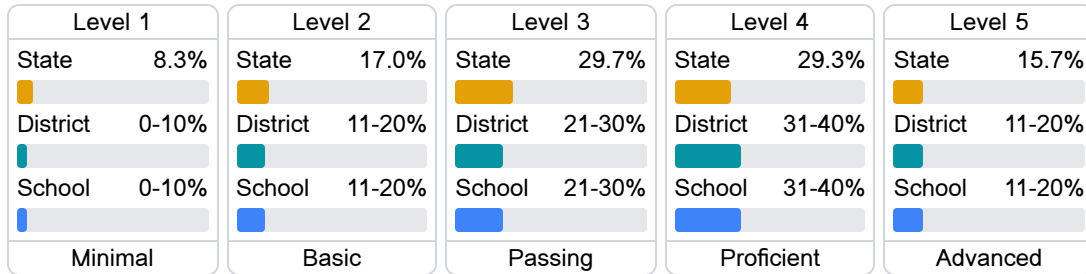 Level 1
State 8.3%
District 0-10%
School 0-10%
Minimal
Level 2
State 17.0%
District 11-20%
School 11-20%
Basic
Level 3
State 29.7%
District 21-30%
School 21-30%
Passing
Level 4
State 29.3%
District 31-40%
School 31-40%
Proficient
Level 5
State 15.7%
District 11-20%
School 11-20%
Advanced